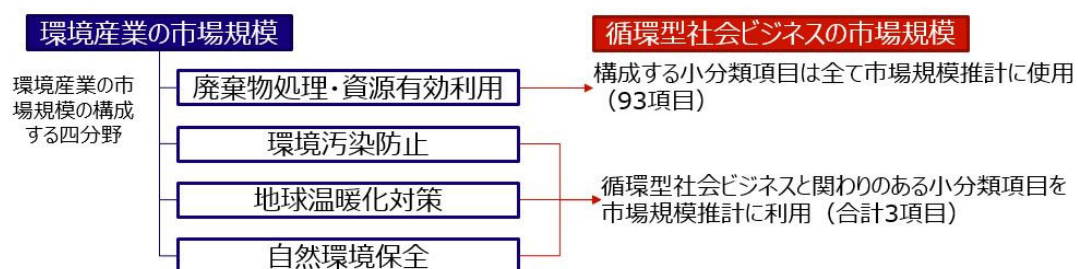 環境産業の市場規模
循環型社会ビジネスの市場規模
環境産業の市
場規模の構成
する四分野
廃棄物処理・資源有効利用
構成する小分類項目は全て市場規模推計に使用
（93項目）
環境汚染防止
地球温暖化対策
循環型社会ビジネスと関わりのある小分類項目を
市場規模推計に利用（合計3項目）
自然環境保全